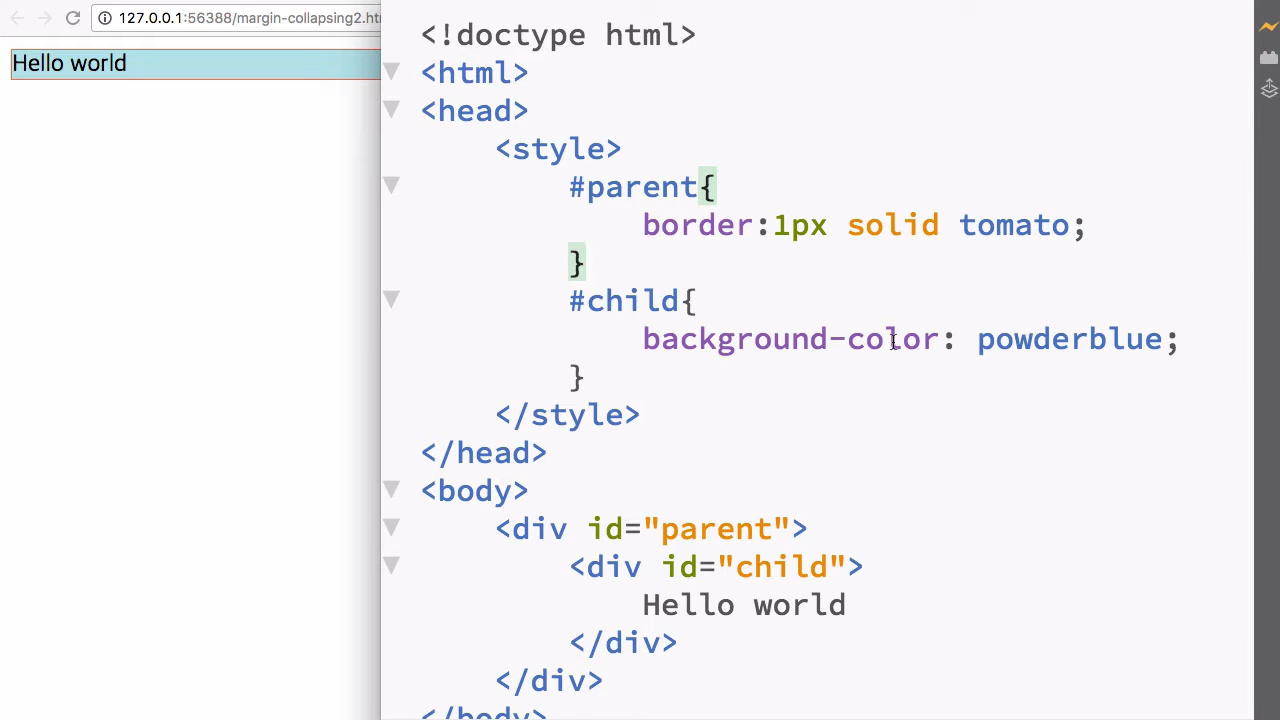 127.0.0.1:56388/margin-collapsing2.ht
Hello world
<!doctype html>
<html>
<head>
<style>
#parent{
border:1px solid tomato;
}
#child{
background-color: powderblue;
}
</style>
</head>
<body>
<div id="parent">
<div id="child">
Hello world
</div>
</div>
</body>